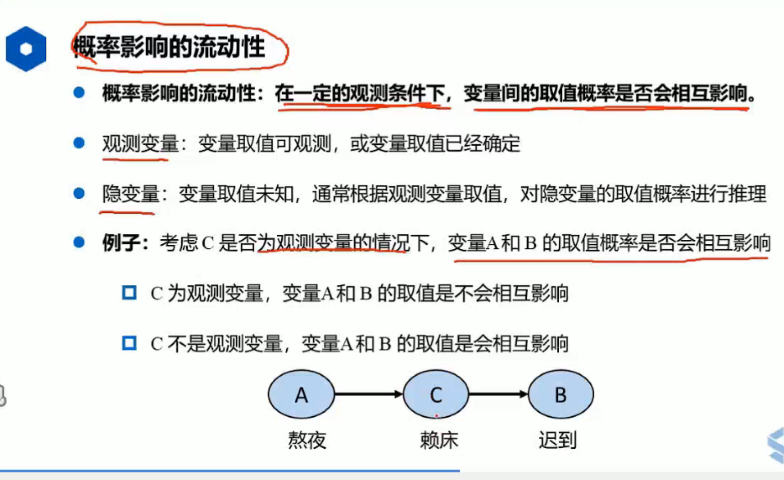 概率影响的流动性
概率影响的流动性：在一定的观测条件下，变量间的取值概率是否会相互影响。
观测变量：变量取值可观测，或变量取值已经确定
隐变量：变量取值未知，通常根据观测变量取值，对隐变量的取值概率进行推理
例子：考虑 C 是否为观测变量的情况下，变量A和 B 的取值概率是否会相互影响
C 为观测变量，变量A和 B 的取值是不会相互影响
C 不是观测变量，变量A和 B 的取值是会相互影响
A C B
熬夜 赖床 迟到